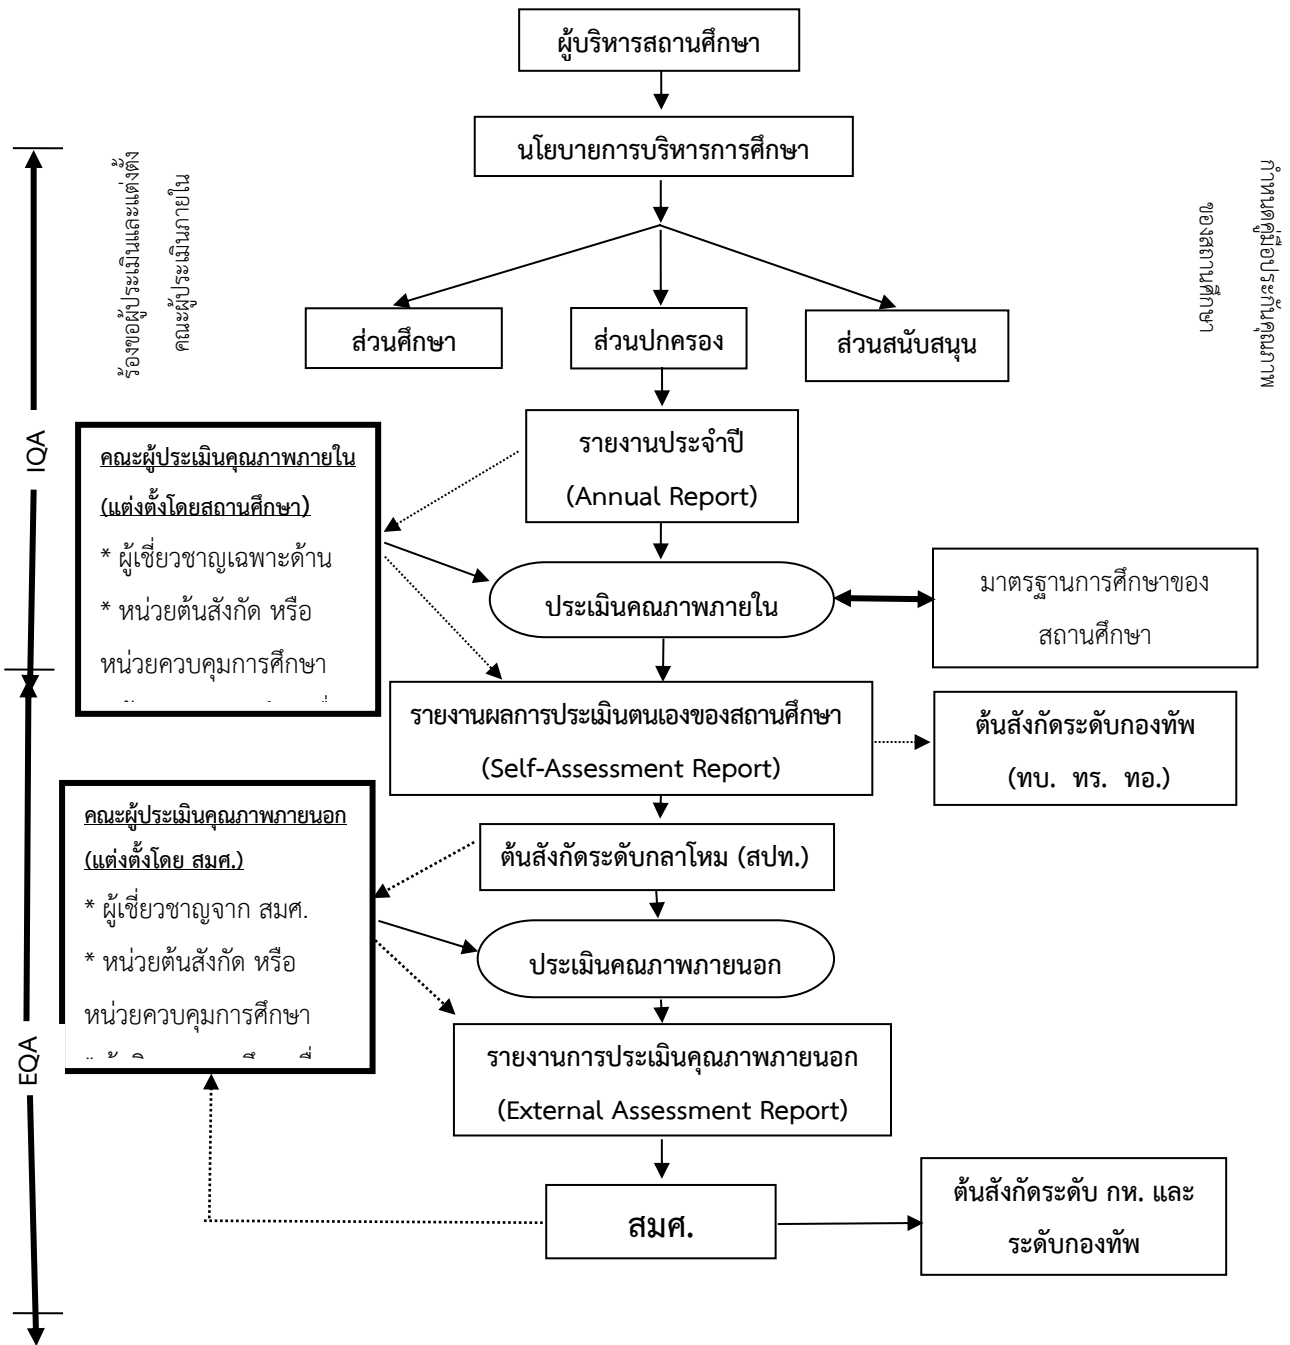 ผู้บริหารสถานศึกษา
นโยบายการบริหารการศึกษา
ร้องขอผู้ประเมินและแต่งตั้ง
คณะผู้ประเมินภายใน
กำหนดคู่มือประกันคุณภาพ
ของสถานศึกษา
ส่วนศึกษา
ส่วนปกครอง
ส่วนสนับสนุน
IQA
รายงานประจำปี
(Annual Report)
คณะผู้ประเมินคุณภาพภายใน
(แต่งตั้งโดยสถานศึกษา)
* ผู้เชี่ยวชาญเฉพาะด้าน
* หน่วยต้นสังกัด หรือ
หน่วยควบคุมการศึกษา
ประเมินคณภาพภายใน
มาตรฐานการศึกษาของ
สถานศึกษา
รายงานผลการประเมินตนเองของสถานศึกษา
(Self-Assessment Report)
ต้นสังกัดระดับกองทัพ
(ทบ. ทร. ทอ.)
คณะผู้ประเมินคุณภาพภายนอก
(แต่งตั้งโดย สมศ.)
* ผู้เชี่ยวชาญจาก สมศ.
* หน่วยต้นสังกัด หรือ
หน่วยควบคุมการศึกษา
ต้นสังกัดระดับกลาโหม (สปท.)
ประเมินคณภาพภายนอก
EQA
รายงานการประเมินคุณภาพภายนอก
(External Assessment Report)
สมศ.
ต้นสังกัดระดับ กห. และ
ระดับกองทัพ